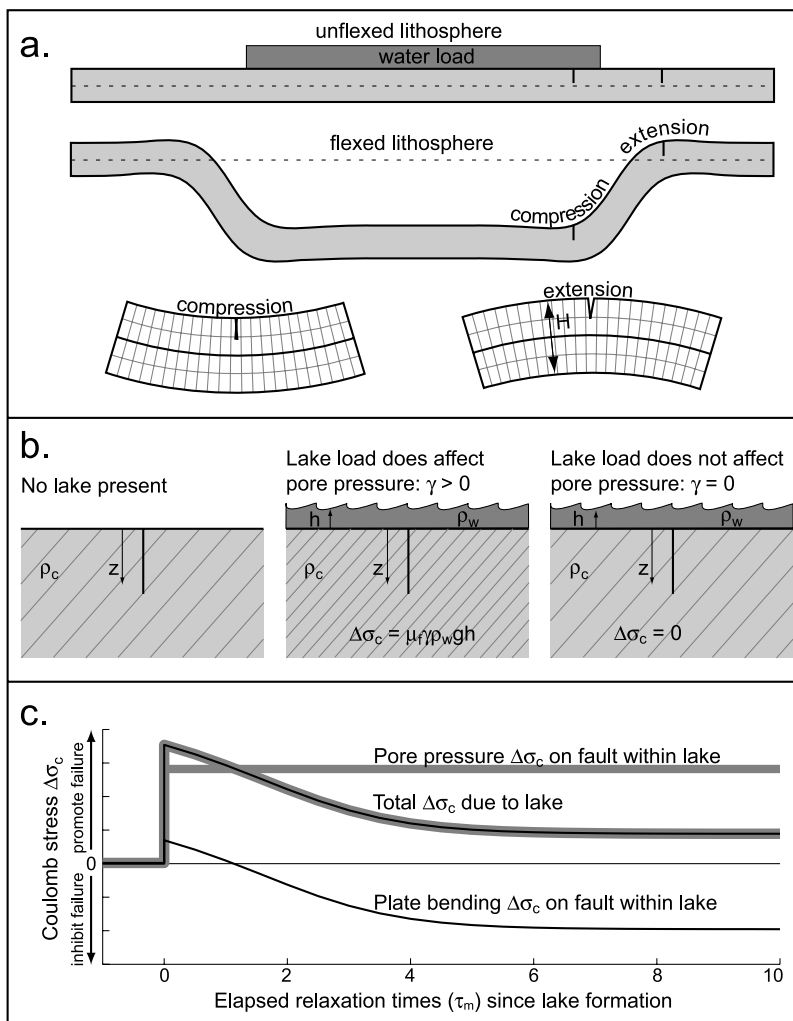 a.
unflexed lithosphere
water load
flexed lithosphere
extension
compression
compression
extension
H
b.
No lake present
Lake load does affect
pore pressure: γ > 0
Lake load does not affect
pore pressure: γ = 0
h
ρw
h
ρw
ρc
z
ρc
z
ρc
z
Δσc = μfγρwgh
Δσc = 0
c.
Coulomb stress Δσc
promote failure
0
inhibit failure
Pore pressure Δσc on fault within lake
Total Δσc due to lake
Plate bending Δσc on fault within lake
0 2 4 6 8 10
Elapsed relaxation times (τm) since lake formation